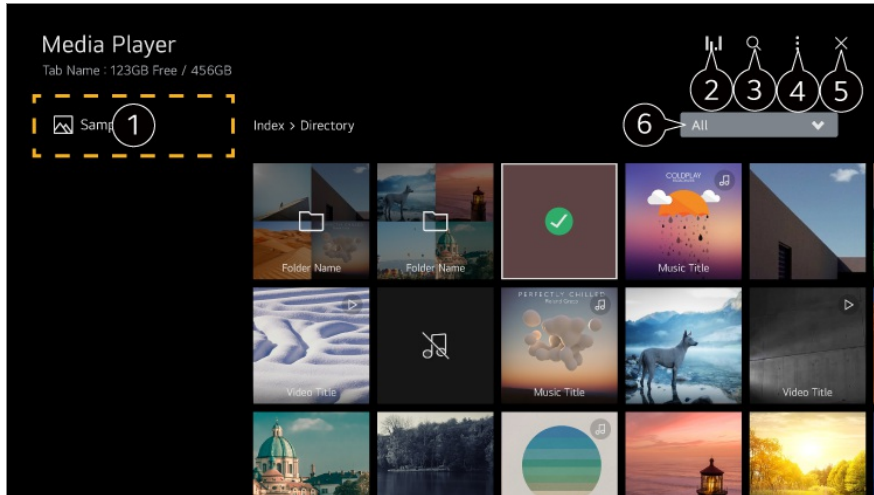 Media Player
Tab Name : 123GB Free / 456GB
2 3 4 5
1
Index > Directory
6
All
COLDPLAY
Folder Name
Folder Name
Music Title
PERFECTLY CHILLED
Video Title
Music Title
Video Title